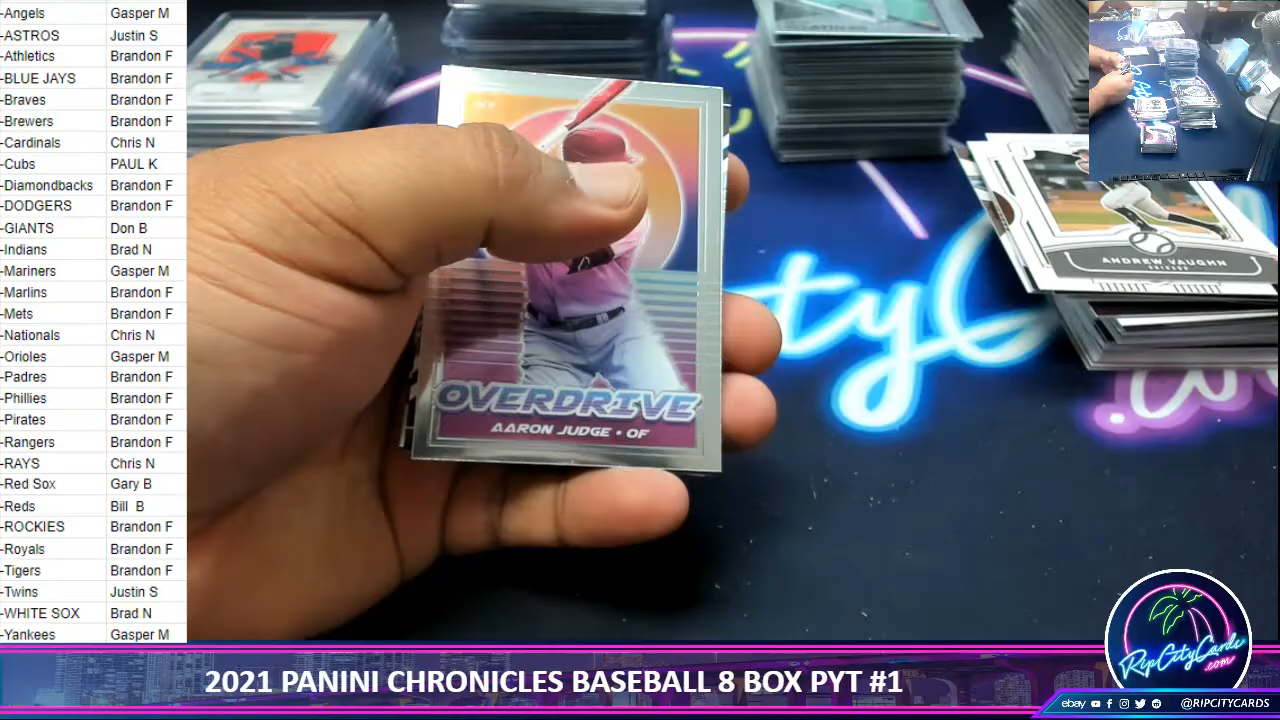 -Angels Gasper M
-ASTROS Justin S
-Athletics Brandon F
-BLUE JAYS Brandon F
-Braves Brandon F
-Brewers Brandon F
-Cardinals Chris N
-Cubs PAUL K
-Diamondbacks Brandon F
-DODGERS Brandon F
-GIANTS Don B
-Indians Brad N
-Mariners Gasper M
-Marlins Brandon F
-Mets Brandon F
-Nationals Chris N
-Orioles Gasper M
-Padres Brandon F
-Phillies Brandon F
-Pirates Brandon F
-Rangers Brandon F
-RAYS Chris N
-Red Sox Gary B
-Reds Bill B
-ROCKIES Brandon F
-Royals Brandon F
-Tigers Brandon F
-Twins Justin S
-WHITE SOX Brad N
-Yankees Gasper M
OVERDRIVE
AARON JUDGE • OF
ANDREW VAUGHN
ty C
RipCityCards
.com
2021 PANINI CHRONICLES BASEBALL 8 BOX PYT #1
ebay @RIPCITYCARDS